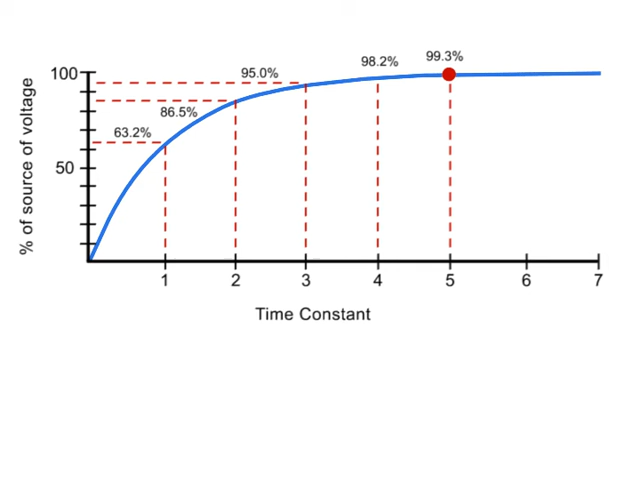 99.3%
98.2%
95.0%
100
86.5%
63.2%
50
% of source of voltage
1 2 3 4 5 6 7
Time Constant